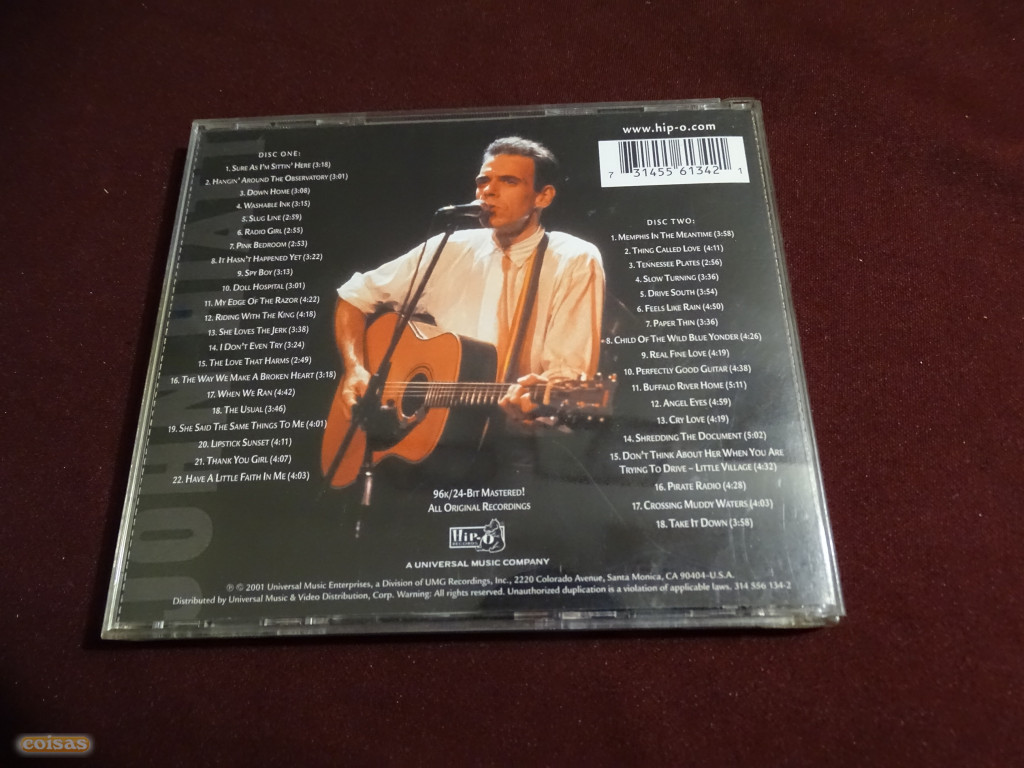 www.hip-o.com
7 31455 61342 1
DISC ONE:
1. SURE AS I'M SITTIN' HERE (3:18)
2. HANGIN' AROUND THE OBSERVATORY (3:01)
3. DOWN HOME (3:08)
4. WASHABLE INK (3:15)
5. SLUG LINE (2:59)
6. RADIO GIRL (2:55)
7. PINK BEDROOM (2:53)
8. IT HASN'T HAPPENED YET (3:22)
9. SPY BOY (3:13)
10. DOLL HOSPITAL (3:01)
11. MY EDGE OF THE RAZOR (4:22)
12. RIDING WITH THE KING (4:18)
13. SHE LOVES THE JERK (3:38)
14. I DON'T EVEN TRY (3:24)
15. THE LOVE THAT HARMS (2:49)
16. THE WAY WE MAKE A BROKEN HEART (3:18)
17. WHEN WE RAN (4:42)
18. THE USUAL (3:46)
19. SHE SAID THE SAME THINGS TO ME (4:01)
20. LIPSTICK SUNSET (4:11)
21. THANK YOU GIRL (4:07)
22. HAVE A LITTLE FAITH IN ME (4:03)
DISC TWO:
1. MEMPHIS IN THE MEANTIME (3:58)
2. THING CALLED LOVE (4:11)
3. TENNESSEE PLATES (2:56)
4. SLOW TURNING (3:36)
5. DRIVE SOUTH (3:54)
6. FEELS LIKE RAIN (4:50)
7. PAPER THIN (3:36)
8. CHILD OF THE WILD BLUE YONDER (4:26)
9. REAL FINE LOVE (4:19)
10. PERFECTLY GOOD GUITAR (4:38)
11. BUFFALO RIVER HOME (5:11)
12. ANGEL EYES (4:59)
13. CRY LOVE (4:19)
14. SHREDDING THE DOCUMENT (5:02)
15. DON'T THINK ABOUT HER WHEN YOU ARE
TRYING TO DRIVE – LITTLE VILLAGE (4:32)
16. PIRATE RADIO (4:28)
17. CROSSING MUDDY WATERS (4:03)
18. TAKE IT DOWN (3:58)
96K/24-BIT MASTERED!
ALL ORIGINAL RECORDINGS
HIP-O
RECORDS
A UNIVERSAL MUSIC COMPANY
℗ © 2001 Universal Music Enterprises, a Division of UMG Recordings, Inc., 2220 Colorado Avenue, Santa Monica, CA 90404-U.S.A.
Distributed by Universal Music & Video Distribution, Corp. Warning: All rights reserved. Unauthorized duplication is a violation of applicable laws. 314 556 134-2
coisas